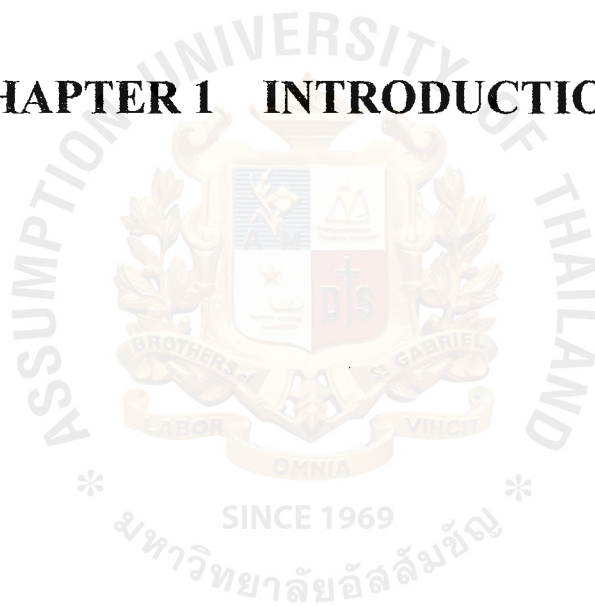 HAPTER 1 INTRODUCTIO
ASSUMPTION UNIVERSITY OF THAILAND
A M
D S
BROTHERS of St GABRIEL
LABOR VINCIT
OMNIA
* SINCE 1969 *
มหาวิทยาลัยอัสสัมชัญ